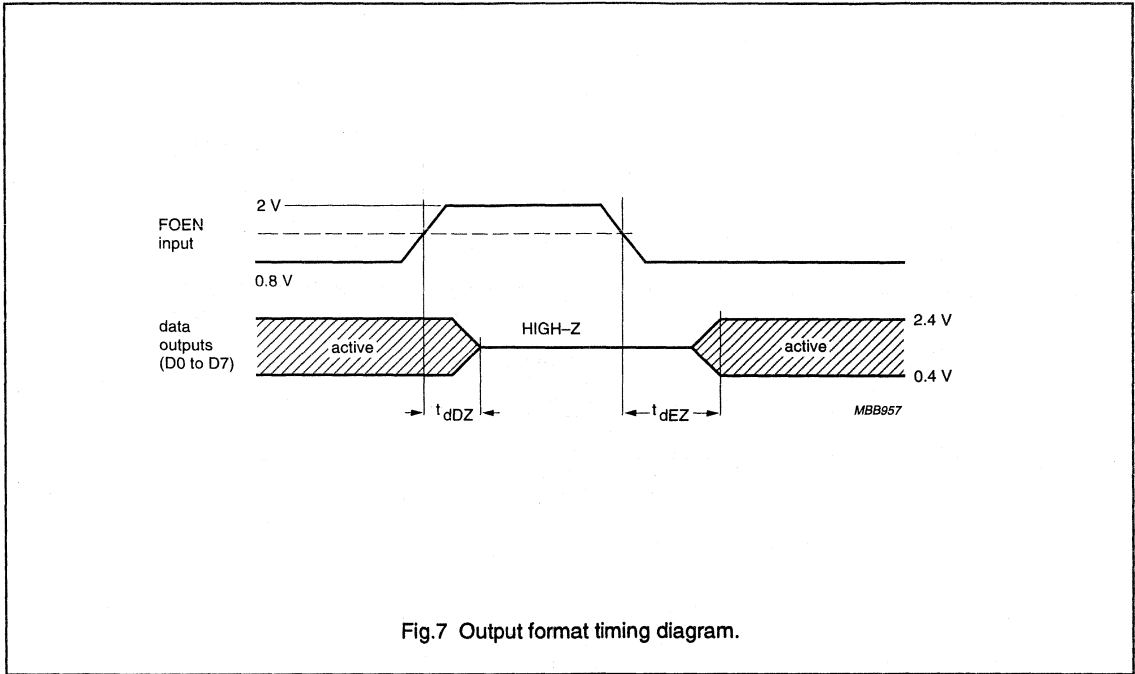 2 V
FOEN
input
0.8 V
data
outputs
(D0 to D7)
active
HIGH–Z
active
2.4 V
0.4 V
t dDZ
t dEZ
MBB957
Fig.7 Output format timing diagram.